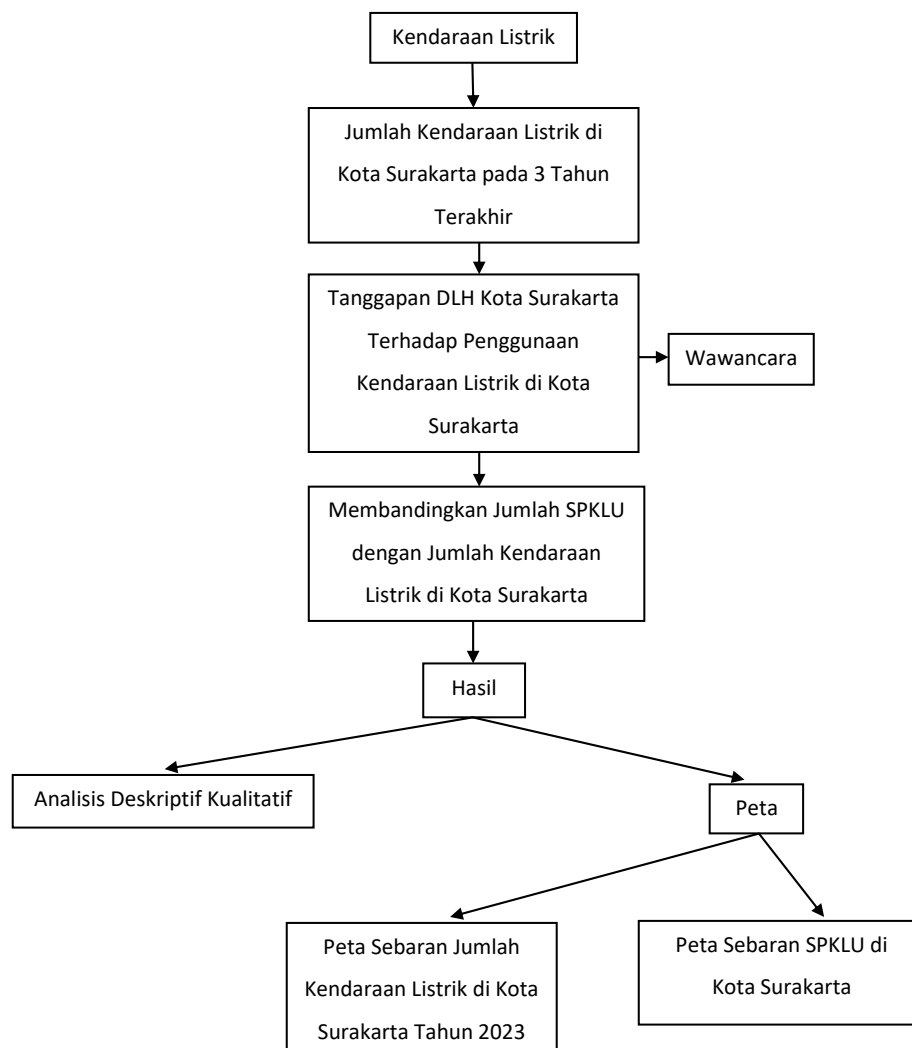 Kendaraan Listrik
Jumlah Kendaraan Listrik di
Kota Surakarta pada 3 Tahun
Terakhir
Tanggapan DLH Kota Surakarta
Terhadap Penggunaan
Kendaraan Listrik di Kota
Surakarta
Wawancara
Membandingkan Jumlah SPKLU
dengan Jumlah Kendaraan
Listrik di Kota Surakarta
Hasil
Analisis Deskriptif Kualitatif
Peta
Peta Sebaran Jumlah
Kendaraan Listrik di Kota
Surakarta Tahun 2023
Peta Sebaran SPKLU di
Kota Surakarta